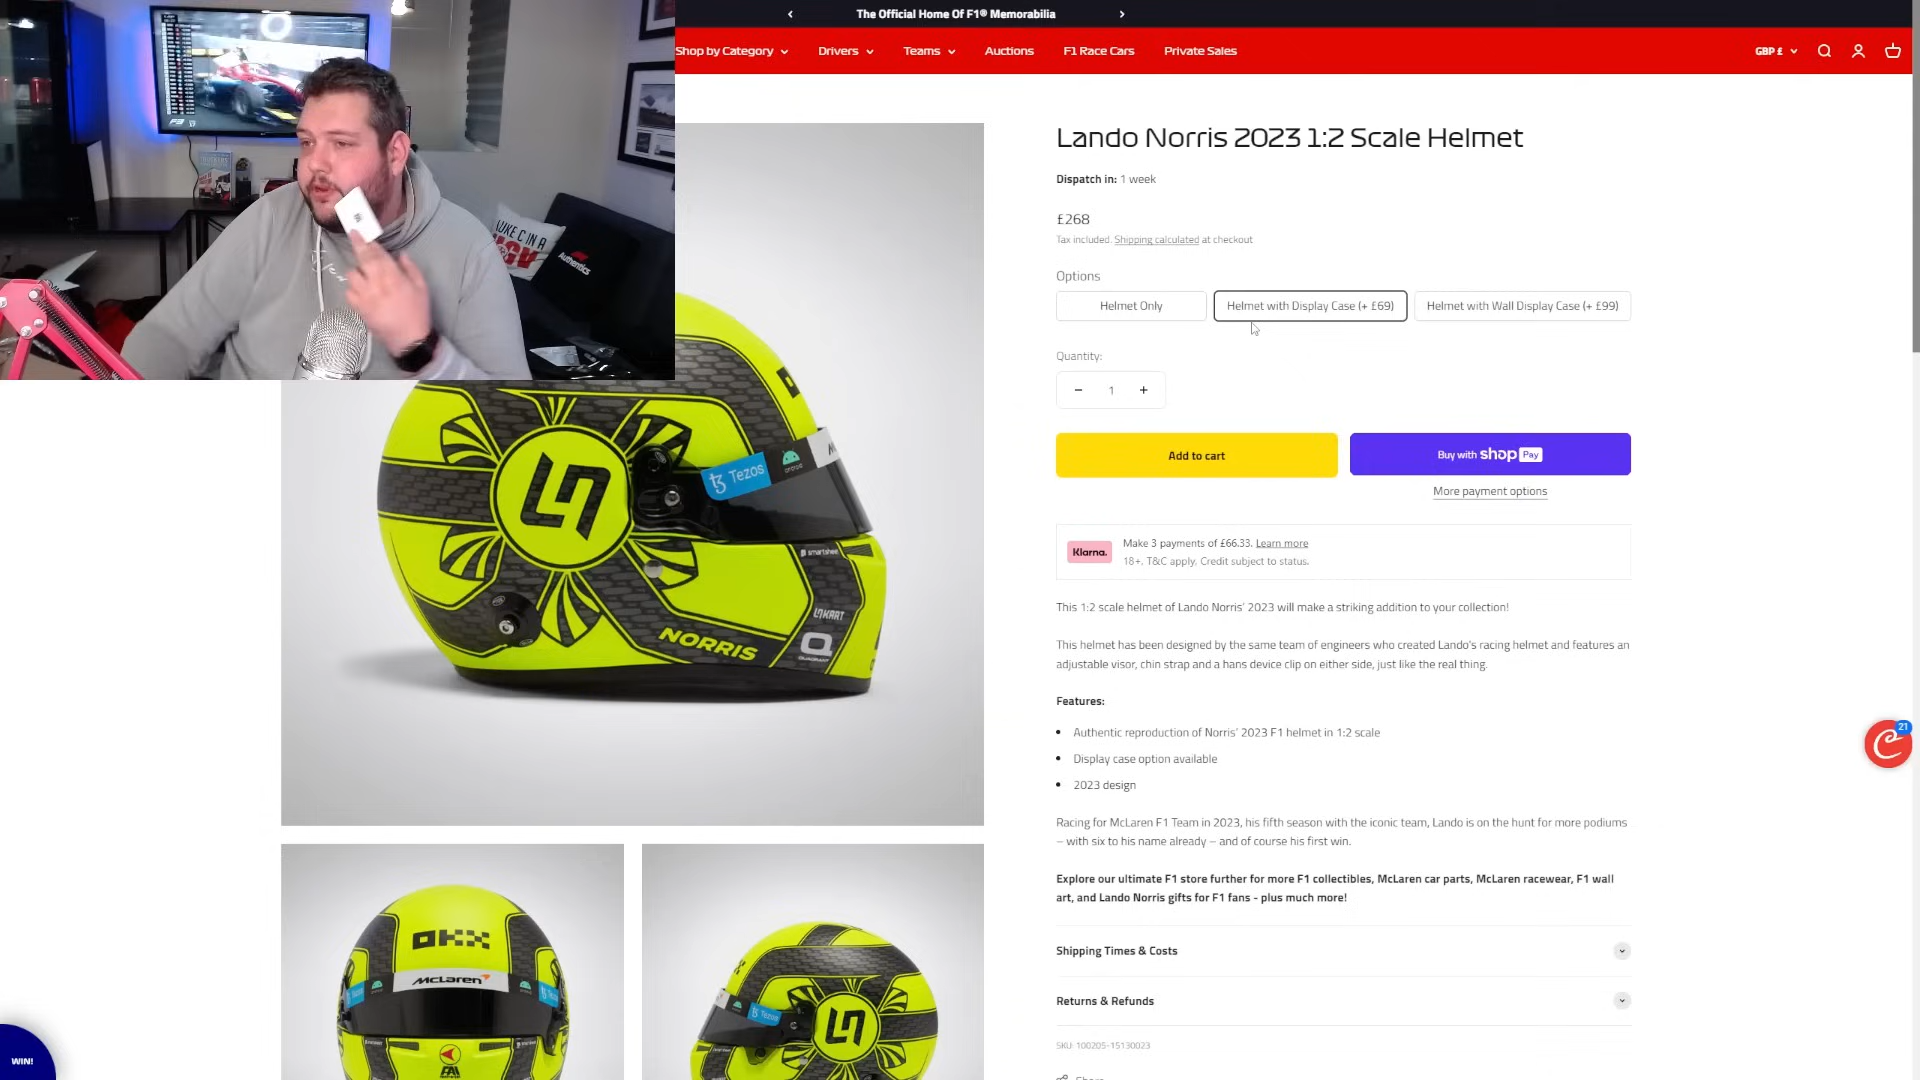 The Official Home Of F1® Memorabilia
Shop by Category
Drivers
Teams
Auctions
F1 Race Cars
Private Sales
GBP £
Lando Norris 2023 1:2 Scale Helmet
Dispatch in: 1 week
£268
Tax included. Shipping calculated at checkout
Options
Helmet Only
Helmet with Display Case (+ £69)
Helmet with Wall Display Case (+ £99)
Quantity:
− 1 +
Add to cart
Buy with shop Pay
More payment options
Klarna.
Make 3 payments of £66.33. Learn more
18+. T&C apply. Credit subject to status.
This 1:2 scale helmet of Lando Norris' 2023 will make a striking addition to your collection!
This helmet has been designed by the same team of engineers who created Lando's racing helmet and features an
adjustable visor, chin strap and a hans device clip on either side, just like the real thing.
Features:
Authentic reproduction of Norris' 2023 F1 helmet in 1:2 scale
Display case option available
2023 design
Racing for McLaren F1 Team in 2023, his fifth season with the iconic team, Lando is on the hunt for more podiums
– with six to his name already – and of course his first win.
Explore our ultimate F1 store further for more F1 collectibles, McLaren car parts, McLaren racewear, F1 wall
art, and Lando Norris gifts for F1 fans - plus much more!
Shipping Times & Costs
Returns & Refunds
SKU: 100205-15130023
Share
21
WIN!
F3
Authentics
Tezos
android
smartsheet
LNKART
QUADRANT
NORRIS
OKX
McLaren
Tezos
Tezos